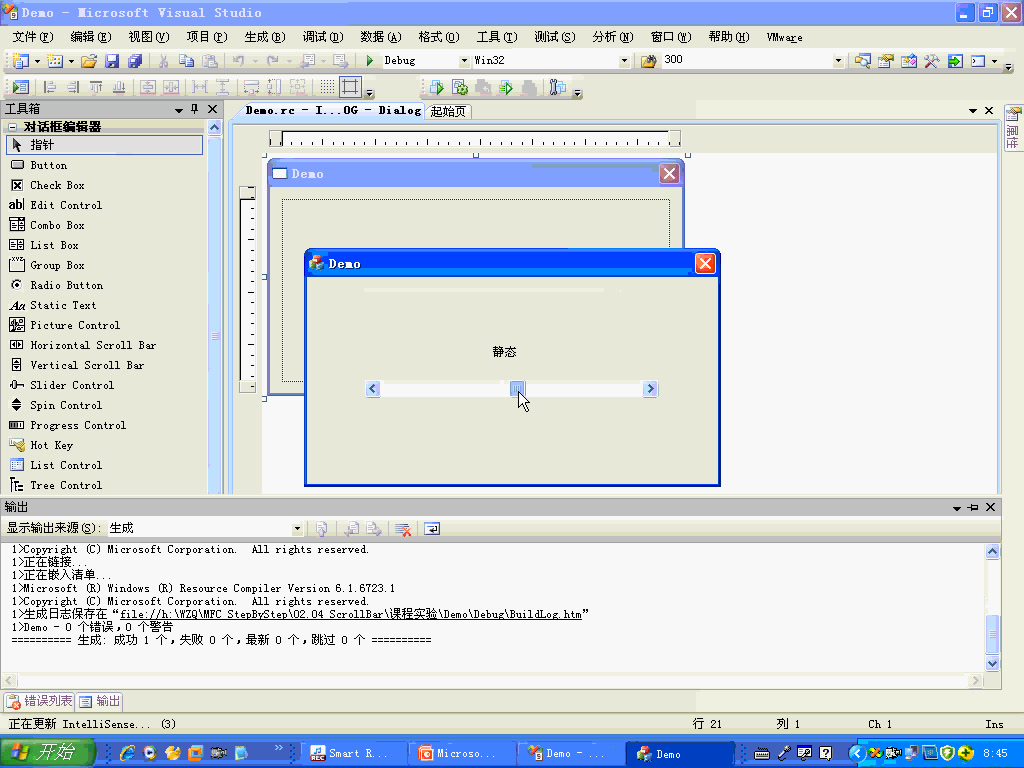 Demo - Microsoft Visual Studio
文件(F) 编辑(E) 视图(V) 项目(P) 生成(B) 调试(D) 数据(A) 格式(O) 工具(T) 测试(S) 分析(N) 窗口(W) 帮助(H) VMware
Debug Win32 300
工具箱
Demo.rc - I...OG - Dialog 起始页
对话框编辑器
指针
Button
Check Box
Edit Control
Combo Box
List Box
Group Box
Radio Button
Static Text
Picture Control
Horizontal Scroll Bar
Vertical Scroll Bar
Slider Control
Spin Control
Progress Control
Hot Key
List Control
Tree Control
Demo
Demo
静态
属性
输出
显示输出来源(S): 生成
1>Copyright (C) Microsoft Corporation. All rights reserved.
1>正在链接...
1>正在嵌入清单...
1>Microsoft (R) Windows (R) Resource Compiler Version 6.1.6723.1
1>Copyright (C) Microsoft Corporation. All rights reserved.
1>生成日志保存在“file://h:\WZQ\MFC StepByStep\02.04 ScrollBar\课程实验\Demo\Debug\BuildLog.htm”
1>Demo - 0 个错误，0 个警告
========== 生成: 成功 1 个，失败 0 个，最新 0 个，跳过 0 个 ==========
错误列表 输出
正在更新 IntelliSense... (3) 行 21 列 1 Ch 1 Ins
开始 Smart R... Microso... Demo - ... Demo 8:45